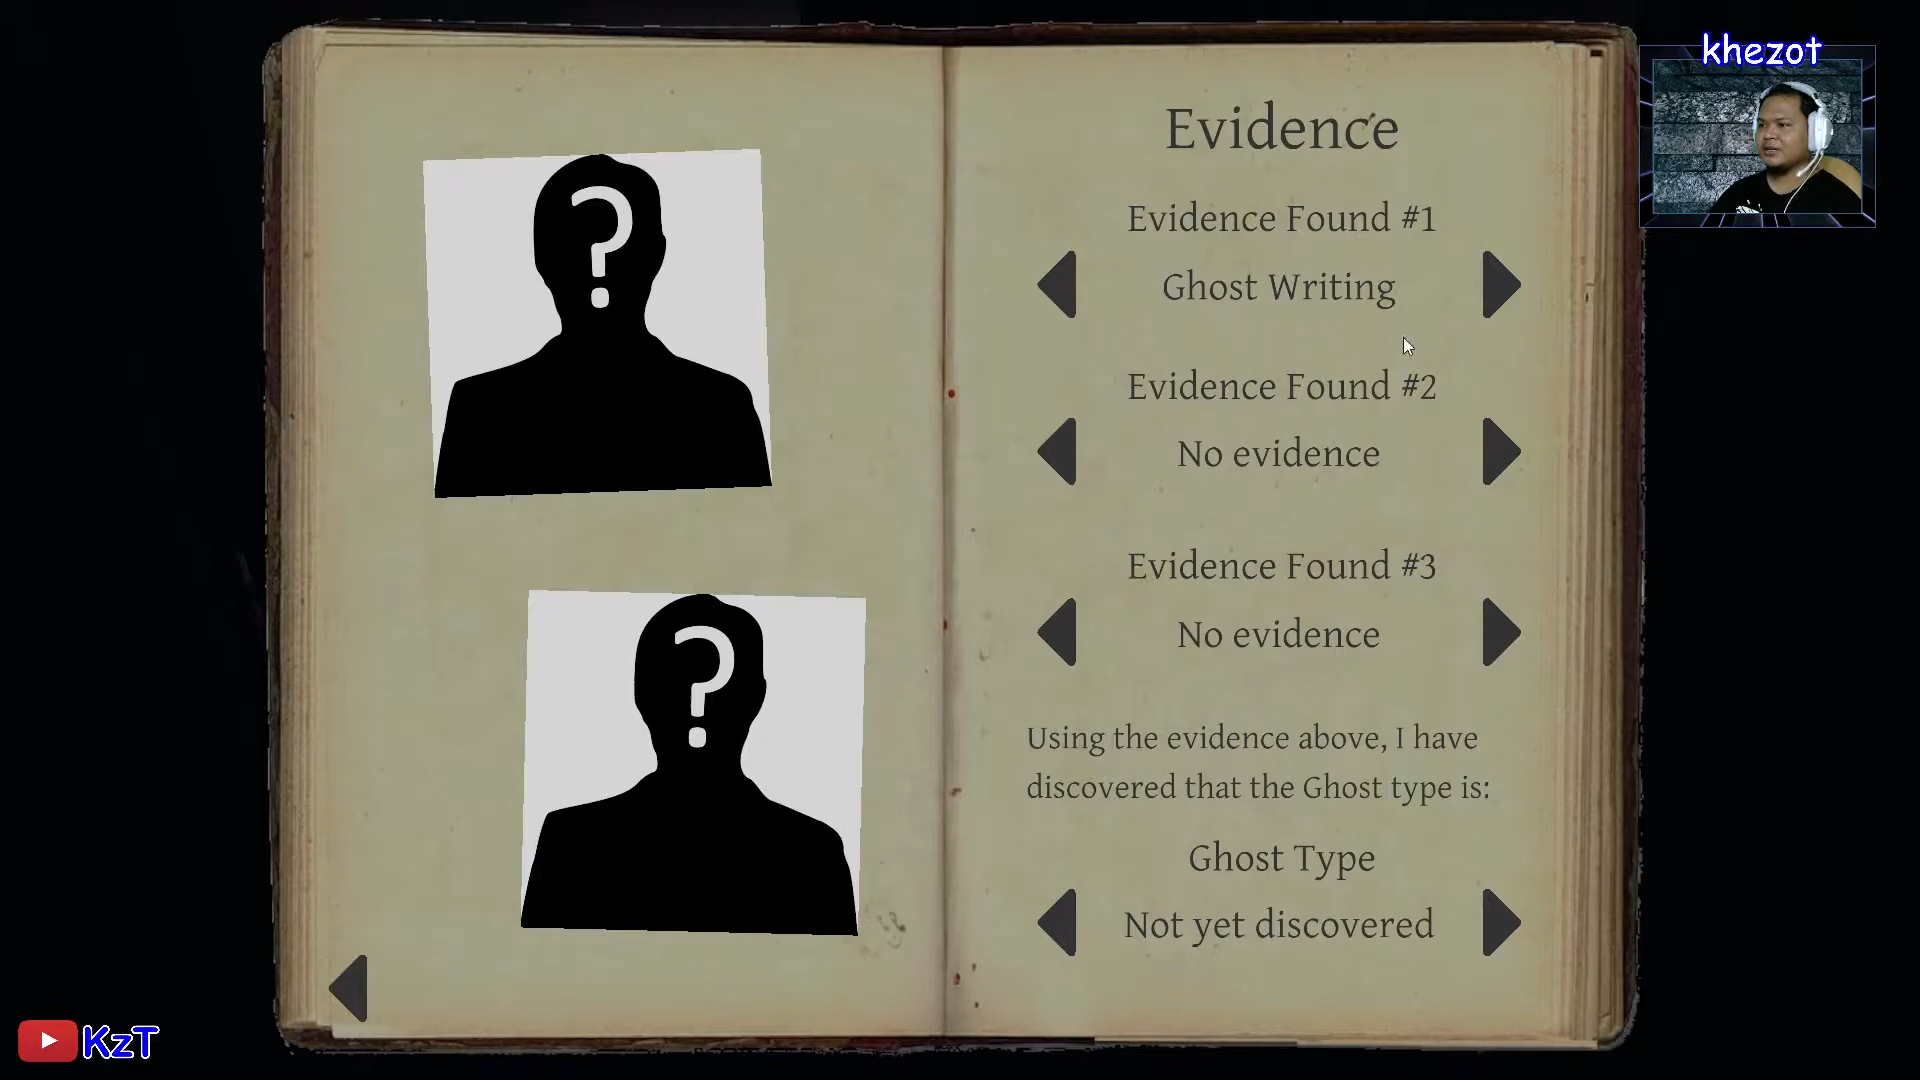 khezot
Evidence
Evidence Found #1
Ghost Writing
Evidence Found #2
No evidence
Evidence Found #3
No evidence
Using the evidence above, I have
discovered that the Ghost type is:
Ghost Type
Not yet discovered
KzT